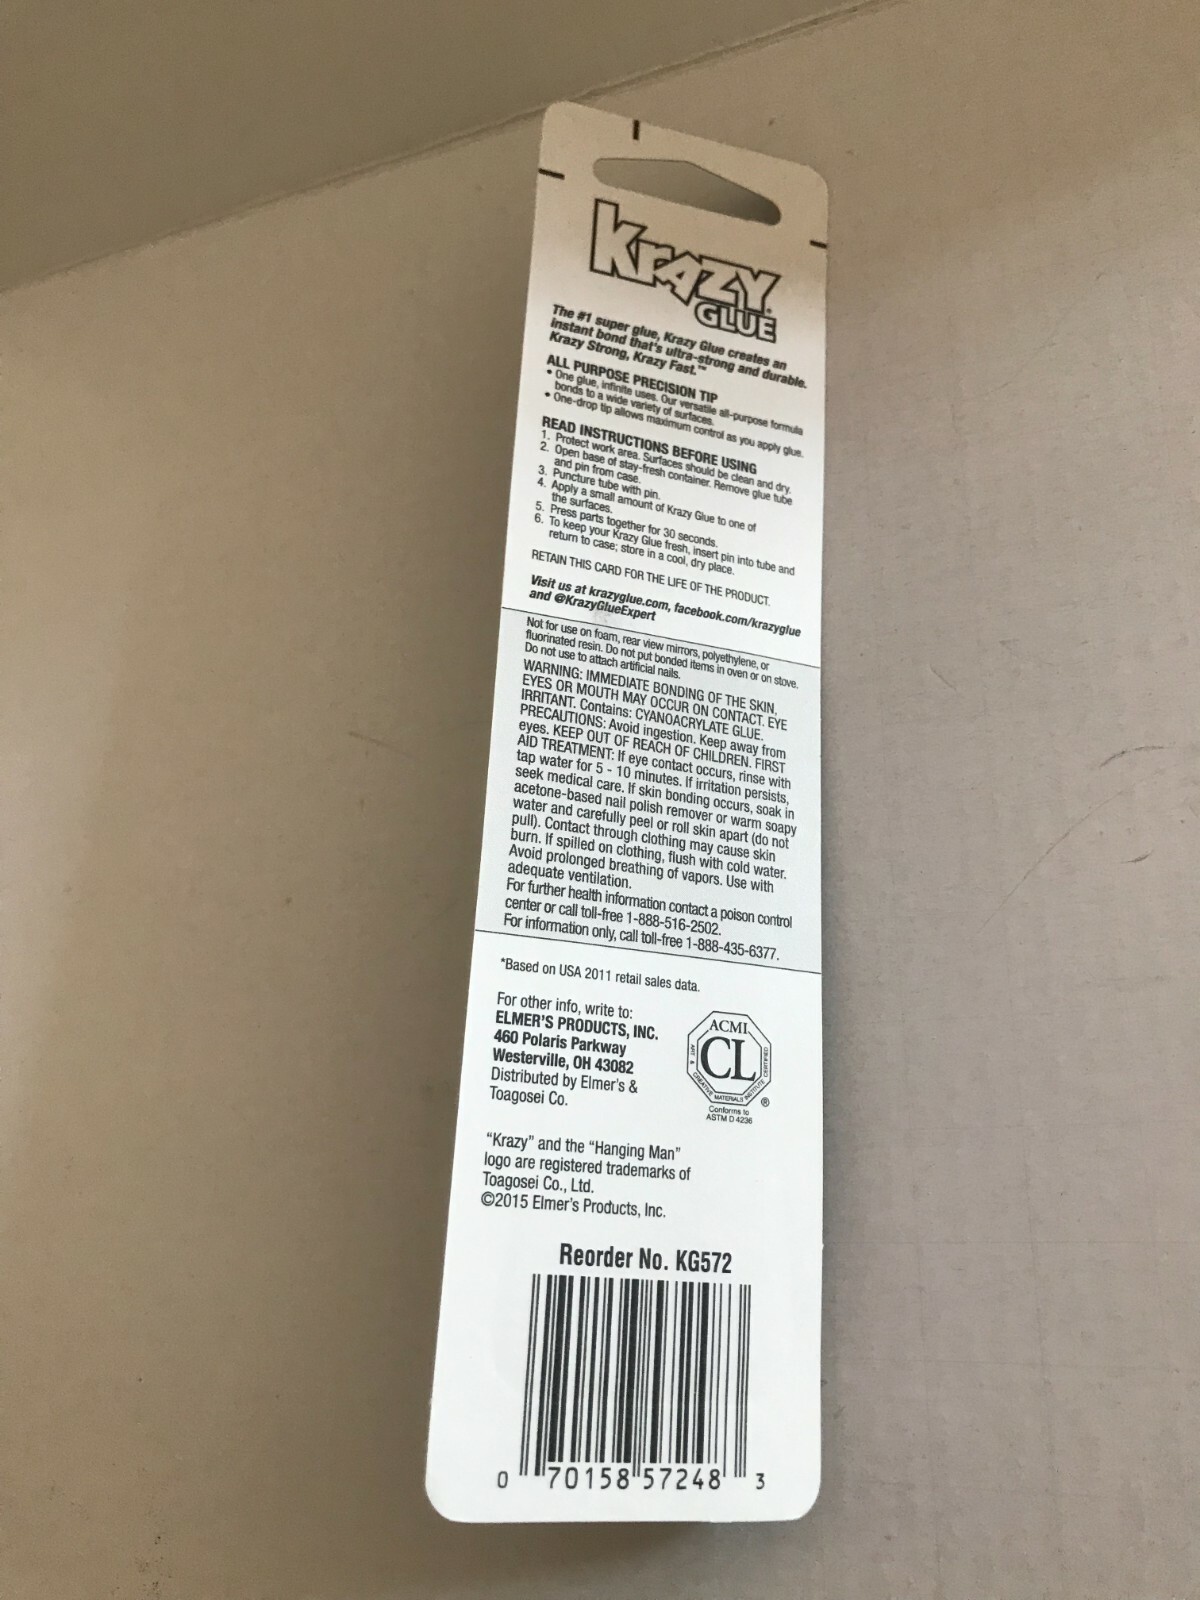 KRAZY
GLUE
The #1 super glue, Krazy Glue creates an
instant bond that's ultra-strong and durable.
Krazy Strong, Krazy Fast.™
ALL PURPOSE PRECISION TIP
• One glue, infinite uses. Our versatile all-purpose formula
bonds to a wide variety of surfaces.
• One-drop tip allows maximum control as you apply glue.
READ INSTRUCTIONS BEFORE USING
1. Protect work area. Surfaces should be clean and dry.
2. Open base of stay-fresh container. Remove glue tube
and pin from case.
3. Puncture tube with pin.
4. Apply a small amount of Krazy Glue to one of
the surfaces.
5. Press parts together for 30 seconds.
6. To keep your Krazy Glue fresh, insert pin into tube and
return to case; store in a cool, dry place.
RETAIN THIS CARD FOR THE LIFE OF THE PRODUCT.
Visit us at krazyglue.com, facebook.com/krazyglue
and @KrazyGlueExpert
Not for use on foam, rear view mirrors, polyethylene, or
fluorinated resin. Do not put bonded items in oven or on stove.
Do not use to attach artificial nails.
WARNING: IMMEDIATE BONDING OF THE SKIN,
EYES OR MOUTH MAY OCCUR ON CONTACT. EYE
IRRITANT. Contains: CYANOACRYLATE GLUE.
PRECAUTIONS: Avoid ingestion. Keep away from
eyes. KEEP OUT OF REACH OF CHILDREN. FIRST
AID TREATMENT: If eye contact occurs, rinse with
tap water for 5 - 10 minutes. If irritation persists,
seek medical care. If skin bonding occurs, soak in
acetone-based nail polish remover or warm soapy
water and carefully peel or roll skin apart (do not
pull). Contact through clothing may cause skin
burn. If spilled on clothing, flush with cold water.
Avoid prolonged breathing of vapors. Use with
adequate ventilation.
For further health information contact a poison control
center or call toll-free 1-888-516-2502.
For information only, call toll-free 1-888-435-6377.
*Based on USA 2011 retail sales data.
For other info, write to:
ELMER'S PRODUCTS, INC.
460 Polaris Parkway
Westerville, OH 43082
Distributed by Elmer's &
Toagosei Co.
ACMI
CL
ART & CREATIVE MATERIALS INSTITUTE CERTIFIED
®
Conforms to
ASTM D 4236
"Krazy" and the "Hanging Man"
logo are registered trademarks of
Toagosei Co., Ltd.
©2015 Elmer's Products, Inc.
Reorder No. KG572
0 70158 57248 3